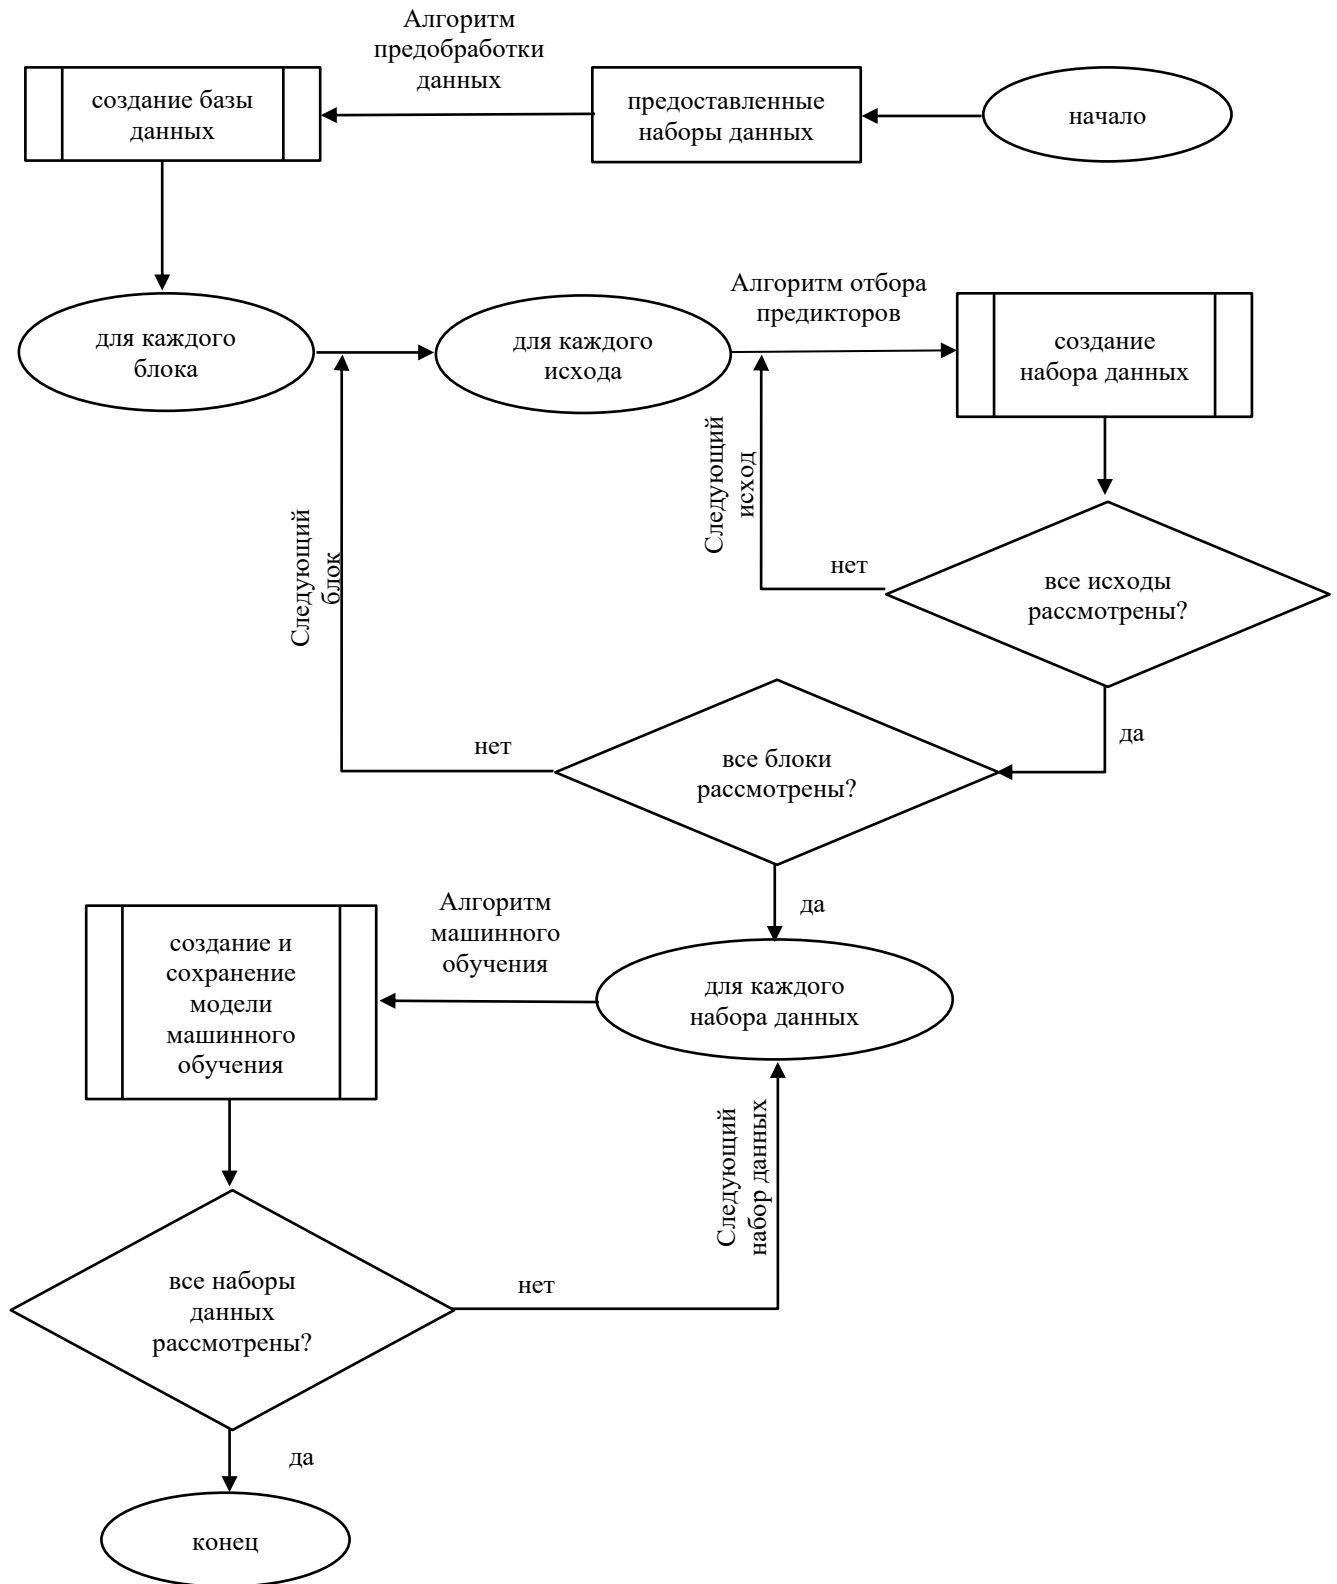 Алгоритм
предобработки
данных
создание базы
данных
предоставленные
наборы данных
начало
для каждого
блока
для каждого
исхода
Алгоритм отбора
предикторов
создание
набора данных
Следующий
исход
Следующий
блок
нет
все исходы
рассмотрены?
да
нет
все блоки
рассмотрены?
да
Алгоритм
машинного
обучения
создание и
сохранение
модели
машинного
обучения
для каждого
набора данных
Следующий
набор данных
все наборы
данных
рассмотрены?
нет
да
конец